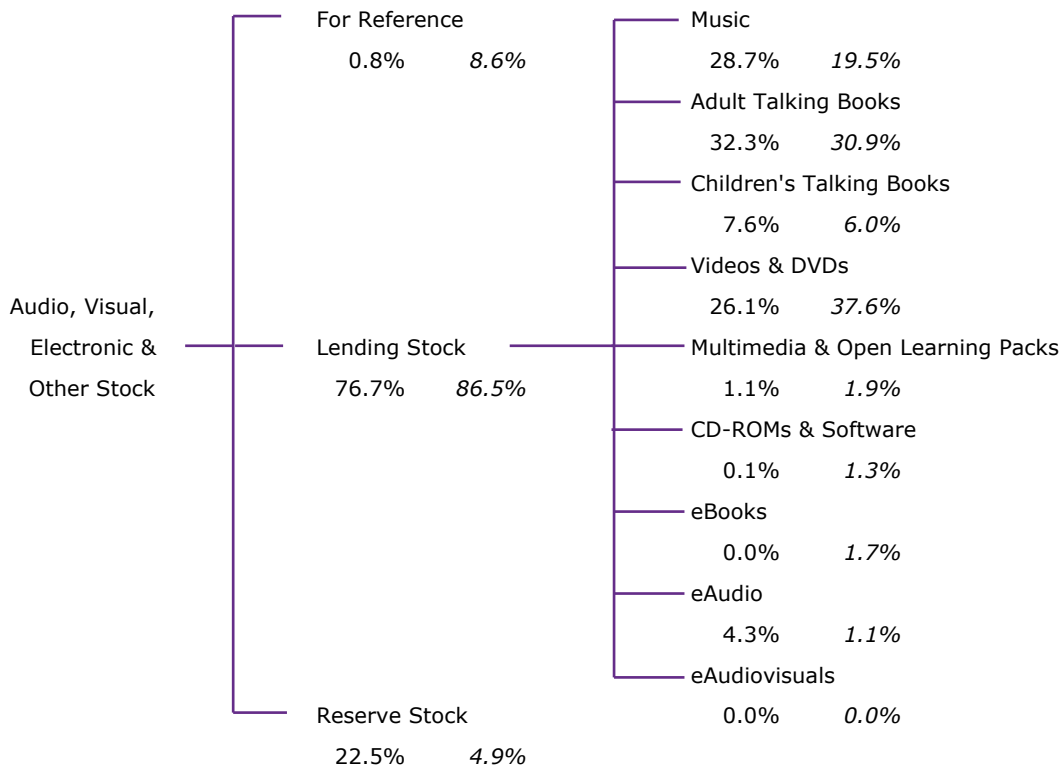 For Reference
0.8% 8.6%
Audio, Visual,
Electronic &
Other Stock
Lending Stock
76.7% 86.5%
Reserve Stock
22.5% 4.9%
Music
28.7% 19.5%
Adult Talking Books
32.3% 30.9%
Children's Talking Books
7.6% 6.0%
Videos & DVDs
26.1% 37.6%
Multimedia & Open Learning Packs
1.1% 1.9%
CD-ROMs & Software
0.1% 1.3%
eBooks
0.0% 1.7%
eAudio
4.3% 1.1%
eAudiovisuals
0.0% 0.0%